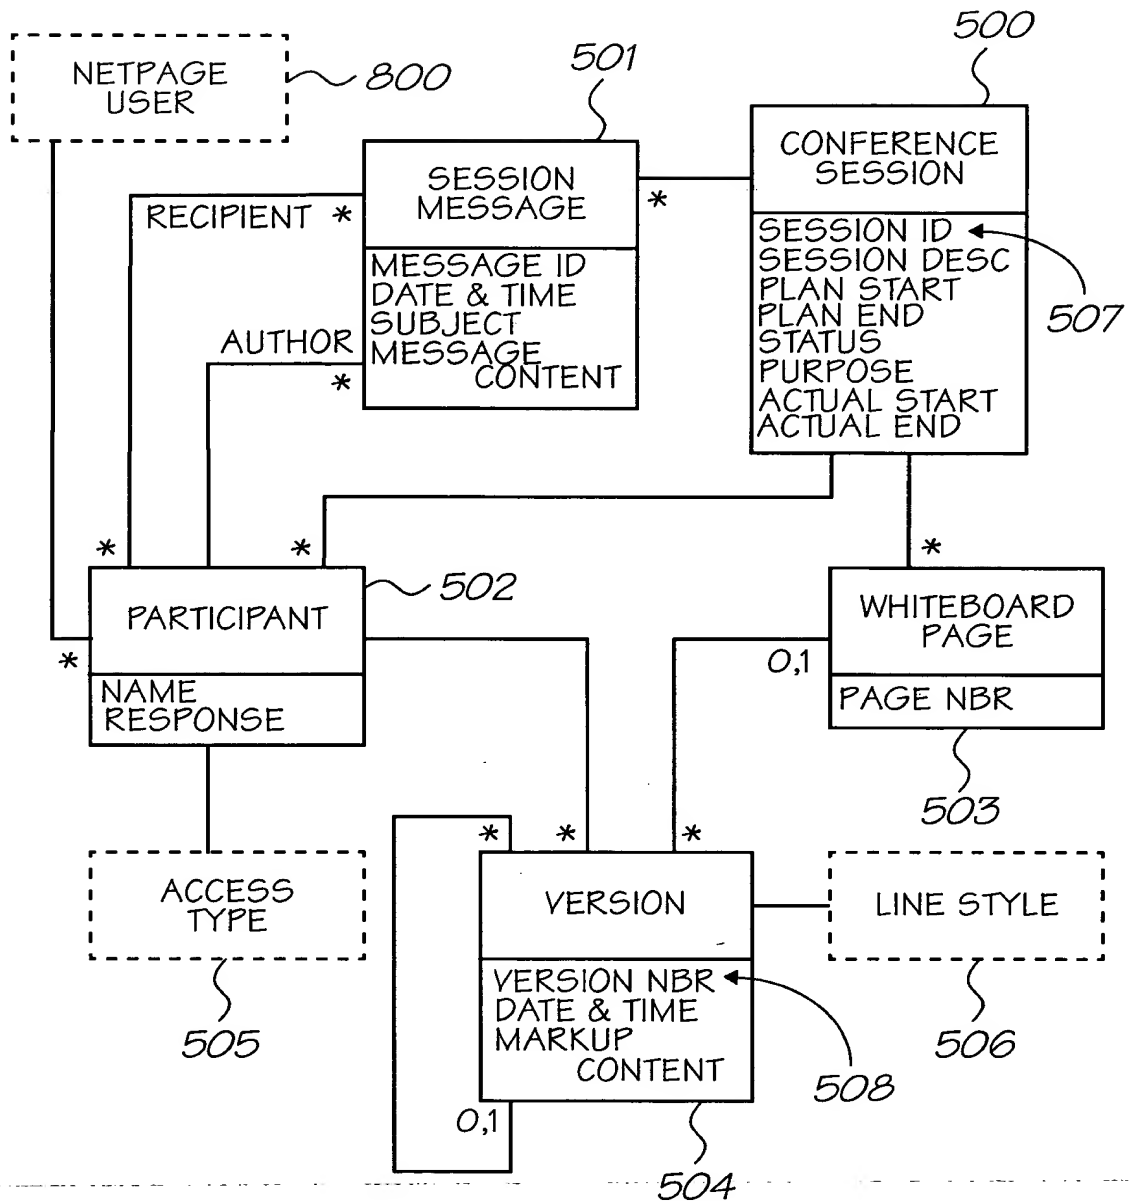 500
501
NETPAGE
USER
800
CONFERENCE
SESSION
SESSION
MESSAGE
*
RECIPIENT *
SESSION ID
SESSION DESC
PLAN START
PLAN END
STATUS
PURPOSE
ACTUAL START
ACTUAL END
507
MESSAGE ID
DATE & TIME
SUBJECT
MESSAGE
CONTENT
AUTHOR
*
*
*
*
502
PARTICIPANT
*
NAME
RESPONSE
WHITEBOARD
PAGE
0,1
PAGE NBR
503
* * *
ACCESS
TYPE
505
VERSION
LINE STYLE
506
VERSION NBR
DATE & TIME
MARKUP
CONTENT
508
0,1
504